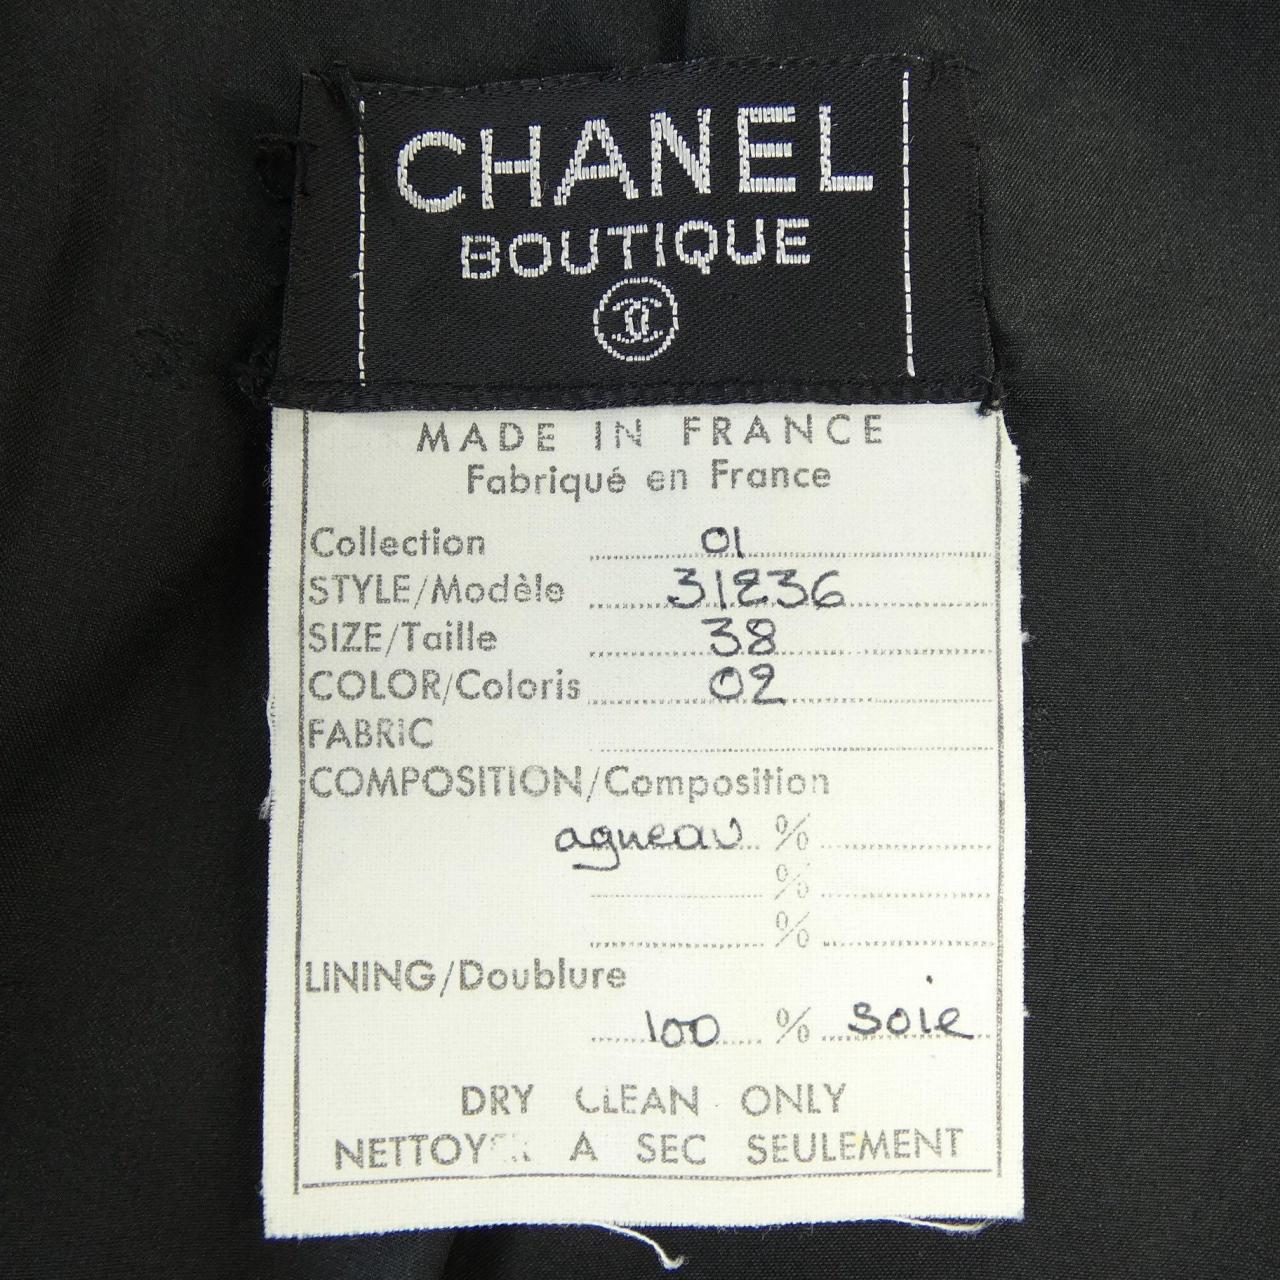 CHANEL
BOUTIQUE
MADE IN FRANCE
Fabriqué en France
Collection 01
STYLE/Modèle 31236
SIZE/Taille 38
COLOR/Coloris 02
FABRIC
COMPOSITION/Composition
agneau %
%
%
LINING/Doublure
100 % soie
DRY CLEAN ONLY
NETTOYER A SEC SEULEMENT